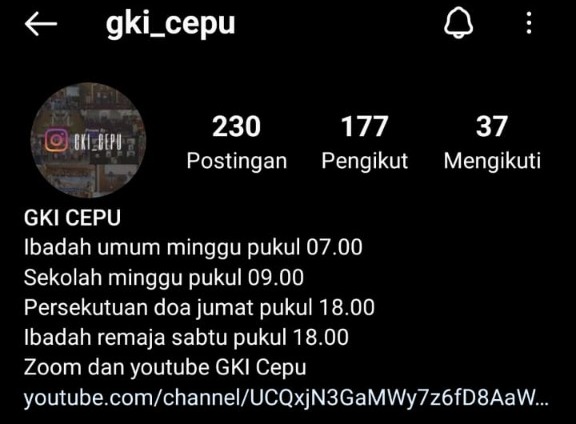 gki_cepu
GKI_CEPU
230 177 37
Postingan Pengikut Mengikuti
GKI CEPU
Ibadah umum minggu pukul 07.00
Sekolah minggu pukul 09.00
Persekutuan doa jumat pukul 18.00
Ibadah remaja sabtu pukul 18.00
Zoom dan youtube GKI Cepu
youtube.com/channel/UCQxjN3GaMWy7z6fD8AaW...